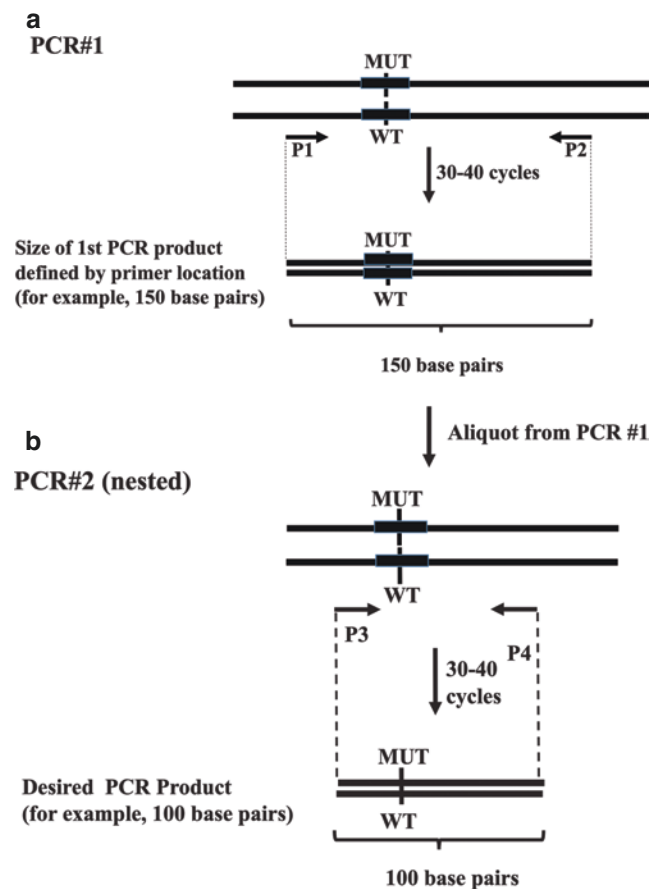 a
PCR#1
MUT
WT
P1
P2
30-40 cycles
Size of 1st PCR product
defined by primer location
(for example, 150 base pairs)
MUT
WT
150 base pairs
Aliquot from PCR #1
b
PCR#2 (nested)
MUT
WT
P3
P4
30-40
cycles
Desired PCR Product
(for example, 100 base pairs)
MUT
WT
100 base pairs